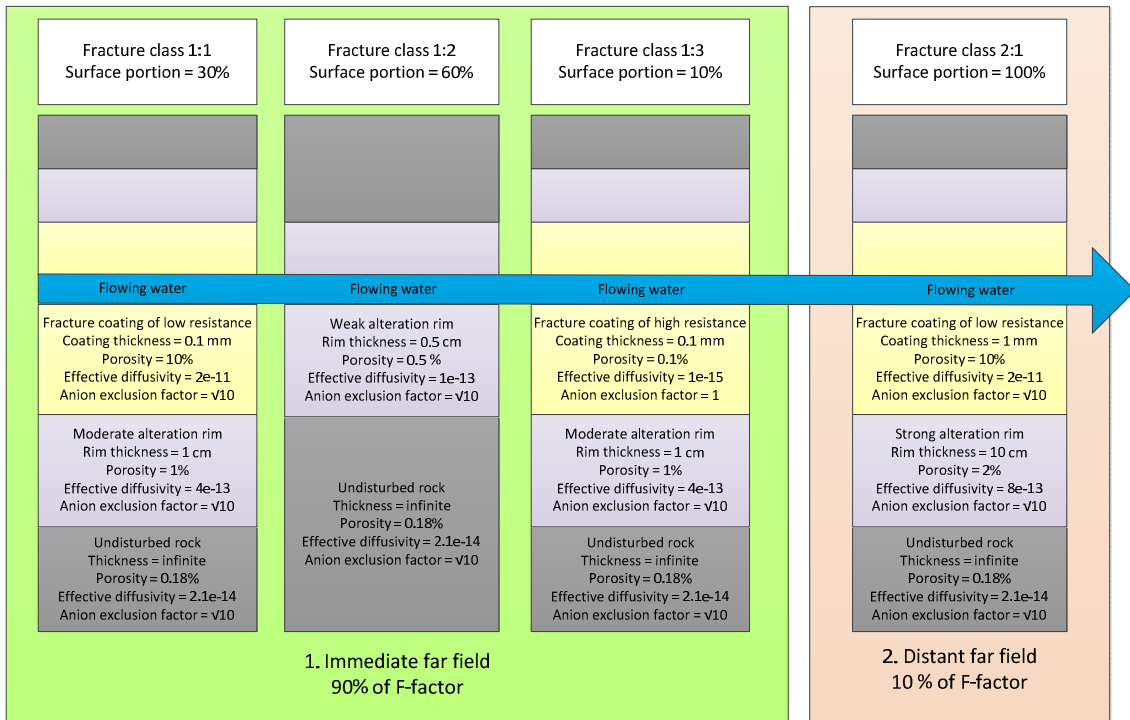 Fracture class 1:1
Surface portion = 30%
Fracture class 1:2
Surface portion = 60%
Fracture class 1:3
Surface portion = 10%
Fracture class 2:1
Surface portion = 100%
Flowing water
Flowing water
Flowing water
Flowing water
Fracture coating of low resistance
Coating thickness = 0.1 mm
Porosity = 10%
Effective diffusivity = 2e-11
Anion exclusion factor = √10
Moderate alteration rim
Rim thickness = 1 cm
Porosity = 1%
Effective diffusivity = 4e-13
Anion exclusion factor = √10
Undisturbed rock
Thickness = infinite
Porosity = 0.18%
Effective diffusivity = 2.1e-14
Anion exclusion factor = √10
Weak alteration rim
Rim thickness = 0.5 cm
Porosity = 0.5 %
Effective diffusivity = 1e-13
Anion exclusion factor = √10
Undisturbed rock
Thickness = infinite
Porosity = 0.18%
Effective diffusivity = 2.1e-14
Anion exclusion factor = √10
Fracture coating of high resistance
Coating thickness = 0.1 mm
Porosity = 0.1%
Effective diffusivity = 1e-15
Anion exclusion factor = 1
Moderate alteration rim
Rim thickness = 1 cm
Porosity = 1%
Effective diffusivity = 4e-13
Anion exclusion factor = √10
Undisturbed rock
Thickness = infinite
Porosity = 0.18%
Effective diffusivity = 2.1e-14
Anion exclusion factor = √10
Fracture coating of low resistance
Coating thickness = 1 mm
Porosity = 10%
Effective diffusivity = 2e-11
Anion exclusion factor = √10
Strong alteration rim
Rim thickness = 10 cm
Porosity = 2%
Effective diffusivity = 8e-13
Anion exclusion factor = √10
Undisturbed rock
Thickness = infinite
Porosity = 0.18%
Effective diffusivity = 2.1e-14
Anion exclusion factor = √10
1. Immediate far field
90% of F-factor
2. Distant far field
10 % of F-factor